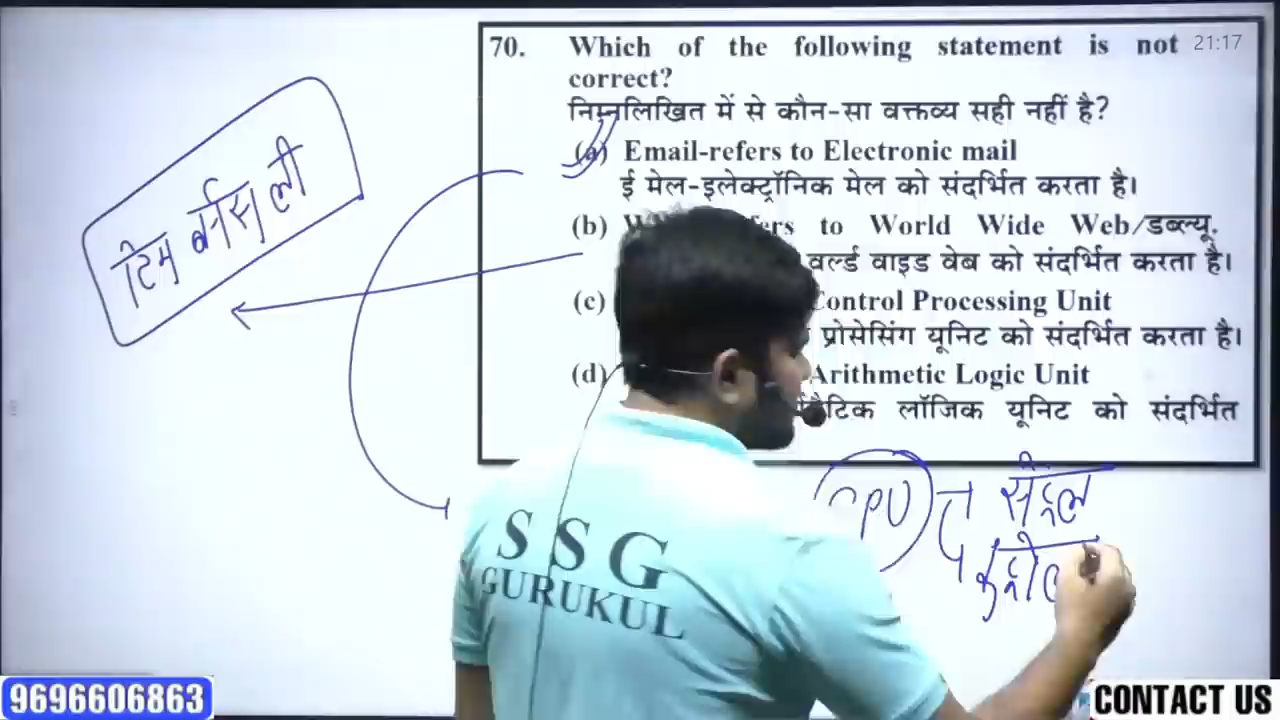 70. Which of the following statement is not correct?
21:17
निम्नलिखित में से कौन-सा वक्तव्य सही नहीं है?
(a) Email-refers to Electronic mail
ई मेल-इलेक्ट्रॉनिक मेल को संदर्भित करता है।
(b) to World Wide Web/डब्ल्यू.
वर्ल्ड वाइड वेब को संदर्भित करता है।
(c) Control Processing Unit
प्रोसेसिंग यूनिट को संदर्भित करता है।
(d) Arithmetic Logic Unit
लॉजिक यूनिट को संदर्भित
टिम बर्नर्स ली
CPU सेंट्रल
SSG
GURUKUL
9696606863
CONTACT US